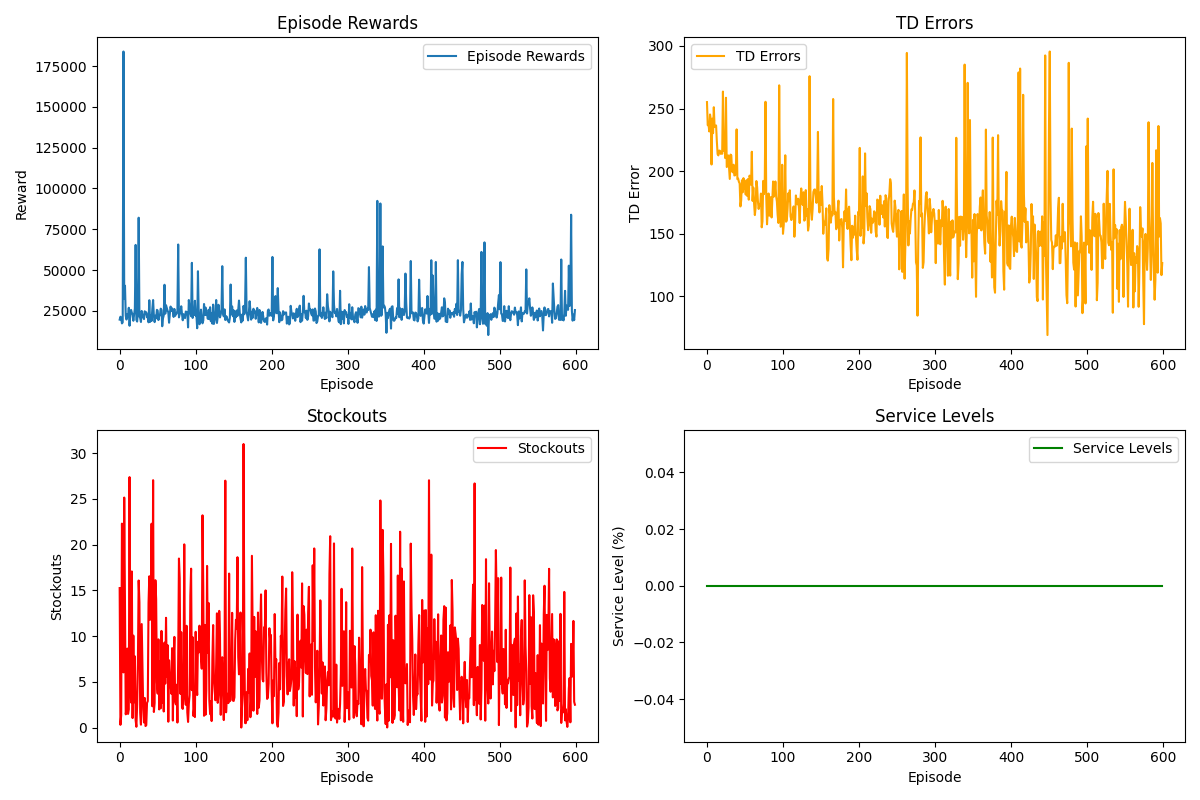 Episode Rewards
Reward
175000
150000
125000
100000
75000
50000
25000
Episode Rewards
0 100 200 300 400 500 600
Episode
TD Errors
TD Error
300
250
200
150
100
TD Errors
0 100 200 300 400 500 600
Episode
Stockouts
Stockouts
30
25
20
15
10
5
0
Stockouts
0 100 200 300 400 500 600
Episode
Service Levels
Service Level (%)
0.04
0.02
0.00
−0.02
−0.04
Service Levels
0 100 200 300 400 500 600
Episode